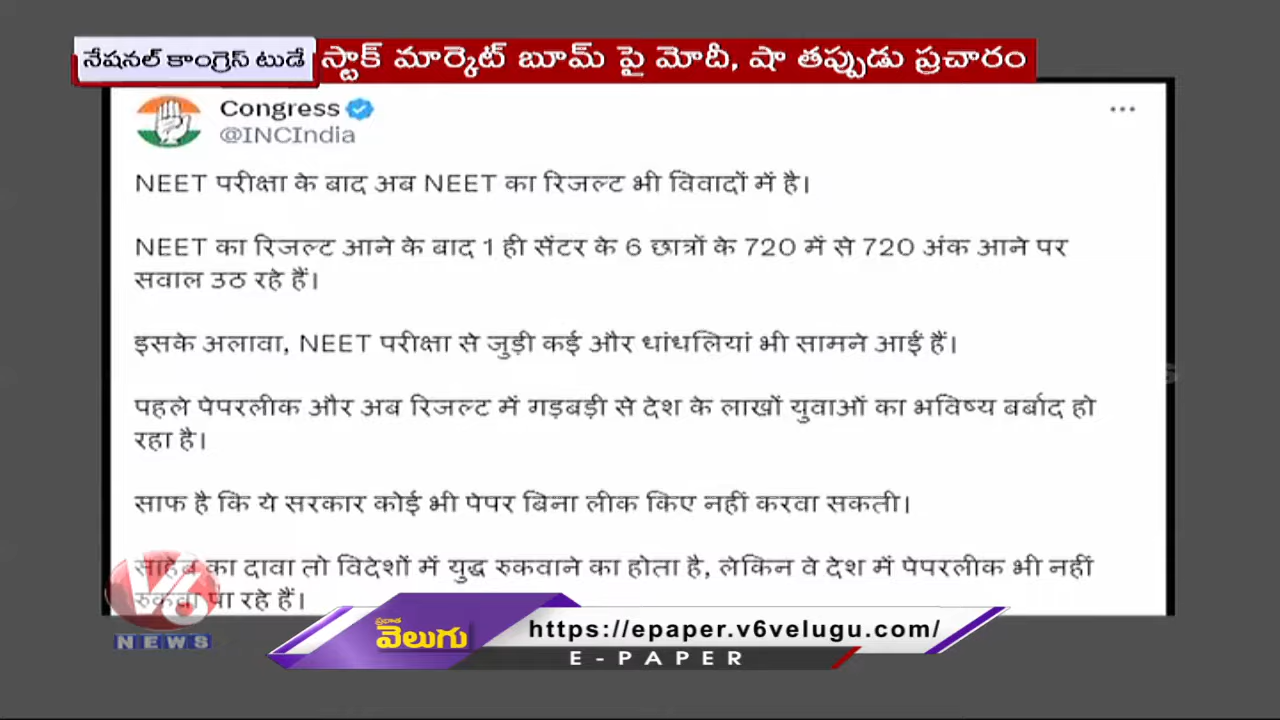 నేషనల్ కాంగ్రెస్ టుడే
స్టాక్ మార్కెట్ బూమ్ పై మోదీ, షా తప్పుడు ప్రచారం
Congress
@INCIndia
NEET परीक्षा के बाद अब NEET का रिजल्ट भी विवादों में है।
NEET का रिजल्ट आने के बाद 1 ही सेंटर के 6 छात्रों के 720 में से 720 अंक आने पर
सवाल उठ रहे हैं।
इसके अलावा, NEET परीक्षा से जुड़ी कई और धांधलियां भी सामने आई हैं।
पहले पेपरलीक और अब रिजल्ट में गड़बड़ी से देश के लाखों युवाओं का भविष्य बर्बाद हो
रहा है।
साफ है कि ये सरकार कोई भी पेपर बिना लीक किए नहीं करवा सकती।
साहेब का दावा तो विदेशों में युद्ध रुकवाने का होता है, लेकिन वे देश में पेपरलीक भी नहीं
रुकवा पा रहे हैं।
V6
NEWS
ప్రభాత
వెలుగు
https://epaper.v6velugu.com/
E-PAPER